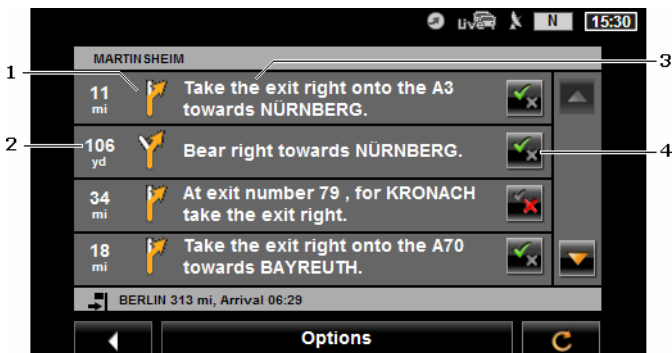 Live N 15:30
MARTINSHEIM
1
3
11
mi
Take the exit right onto the A3
towards NÜRNBERG.
2
106
yd
Bear right towards NÜRNBERG.
4
34
mi
At exit number 79 , for KRONACH
take the exit right.
18
mi
Take the exit right onto the A70
towards BAYREUTH.
BERLIN 313 mi, Arrival 06:29
Options